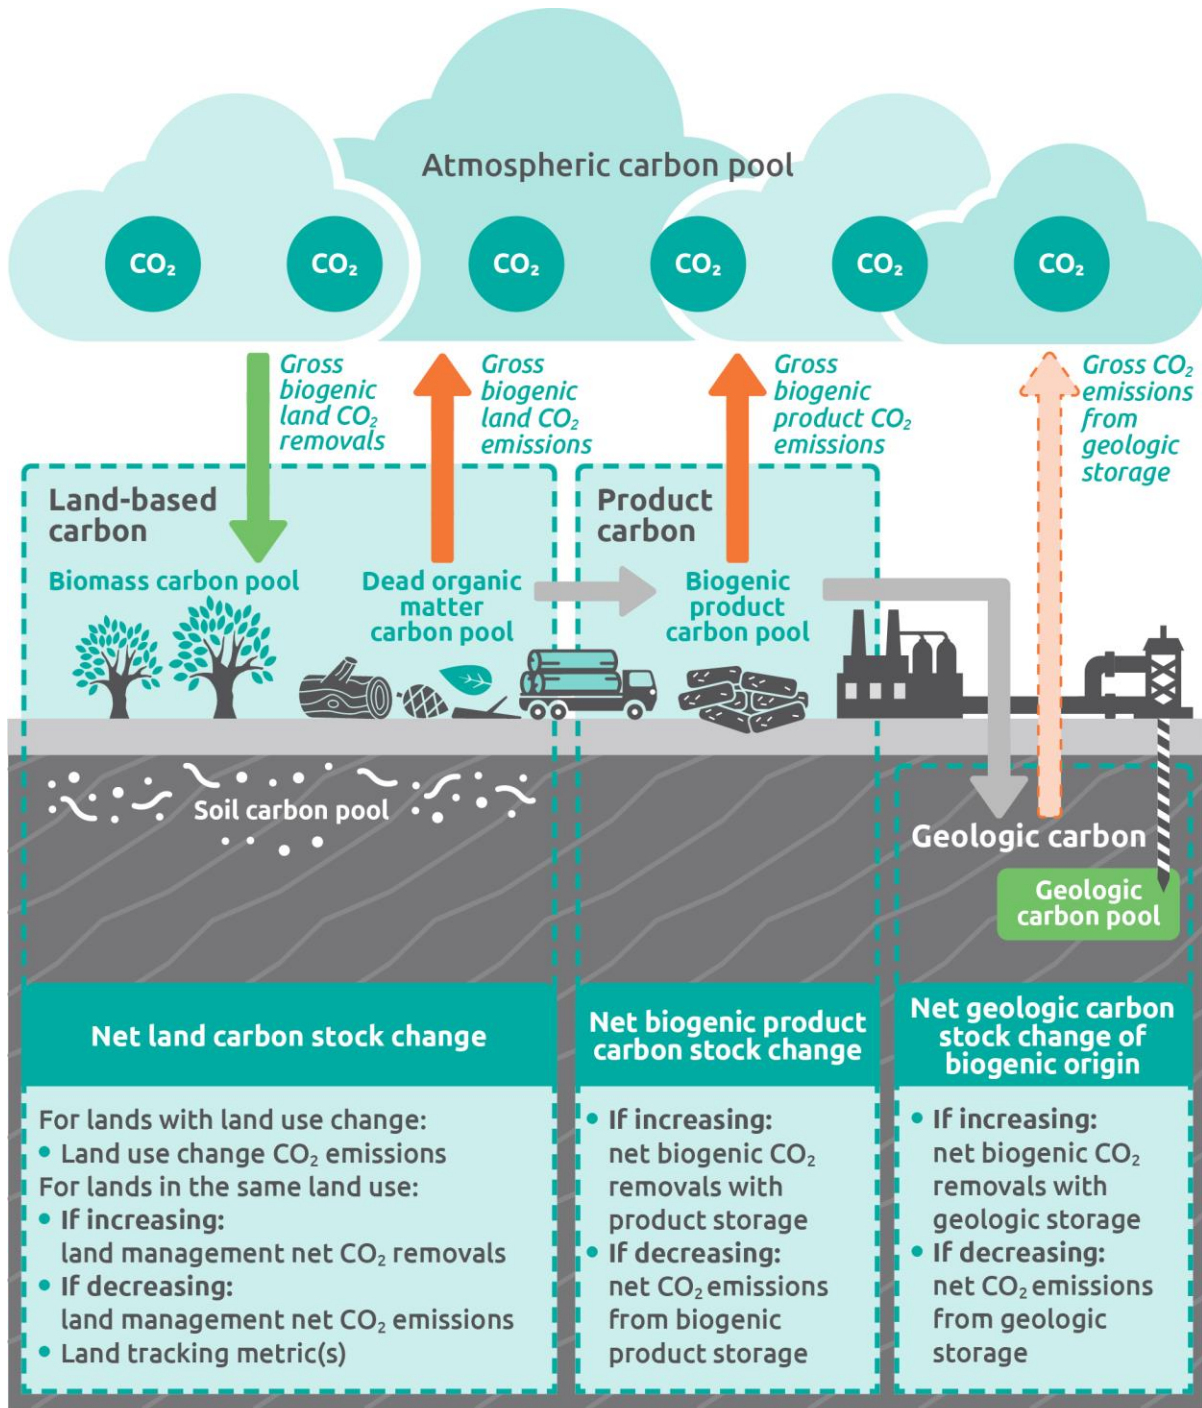 Atmospheric carbon pool
CO₂
CO₂
CO₂
CO₂
CO₂
CO₂
Gross
biogenic
land CO₂
removals
Gross
biogenic
land CO₂
emissions
Gross
biogenic
product CO₂
emissions
Gross CO₂
emissions
from
geologic
storage
Land-based
carbon
Biomass carbon pool
Dead organic
matter
carbon pool
Product
carbon
Biogenic
product
carbon pool
Soil carbon pool
Geologic carbon
Geologic
carbon pool
Net land carbon stock change
For lands with land use change:
• Land use change CO₂ emissions
For lands in the same land use:
• If increasing:
land management net CO₂ removals
• If decreasing:
land management net CO₂ emissions
• Land tracking metric(s)
Net biogenic product
carbon stock change
• If increasing:
net biogenic CO₂
removals with
product storage
• If decreasing:
net CO₂ emissions
from biogenic
product storage
Net geologic carbon
stock change of
biogenic origin
• If increasing:
net biogenic CO₂
removals with
geologic storage
• If decreasing:
net CO₂ emissions
from geologic
storage